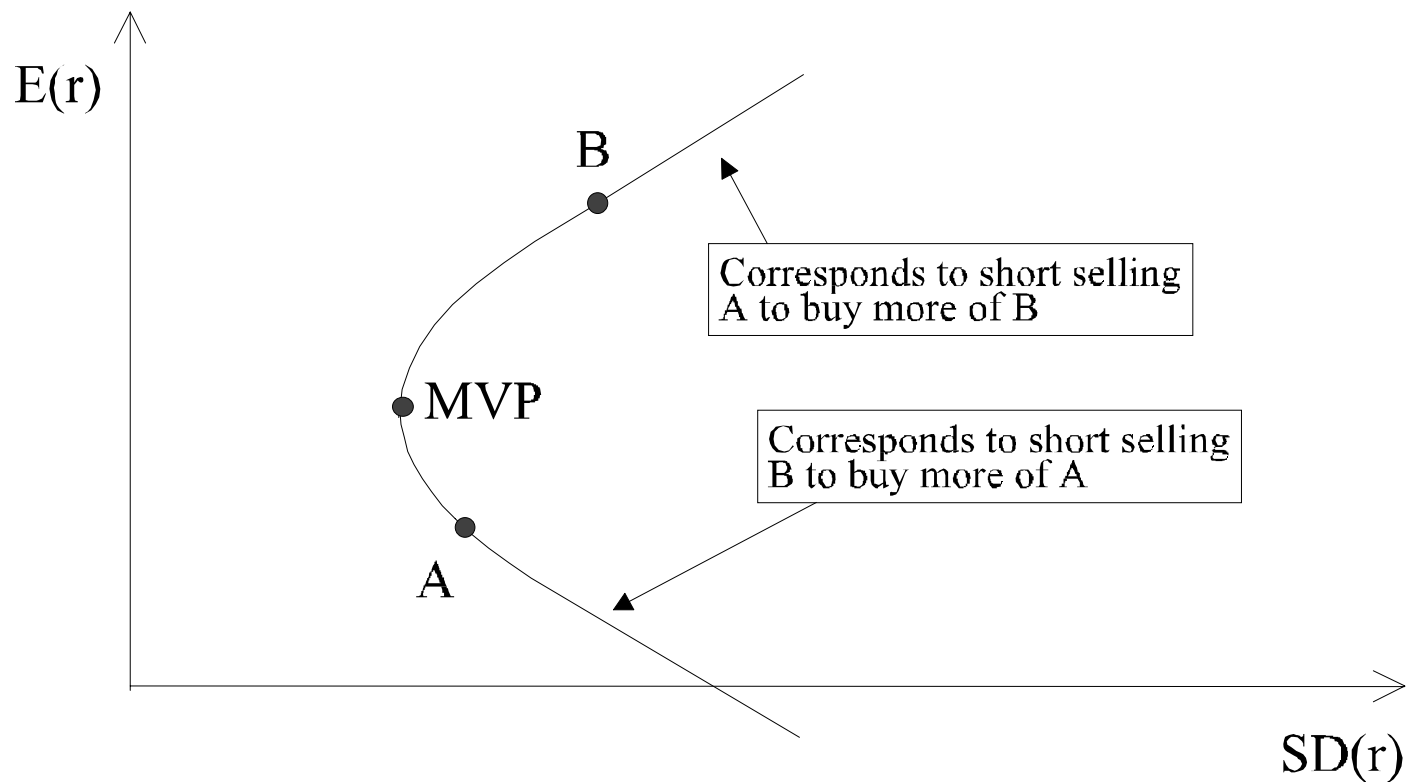 E(r)
B
Corresponds to short selling
A to buy more of B
MVP
Corresponds to short selling
B to buy more of A
A
SD(r)